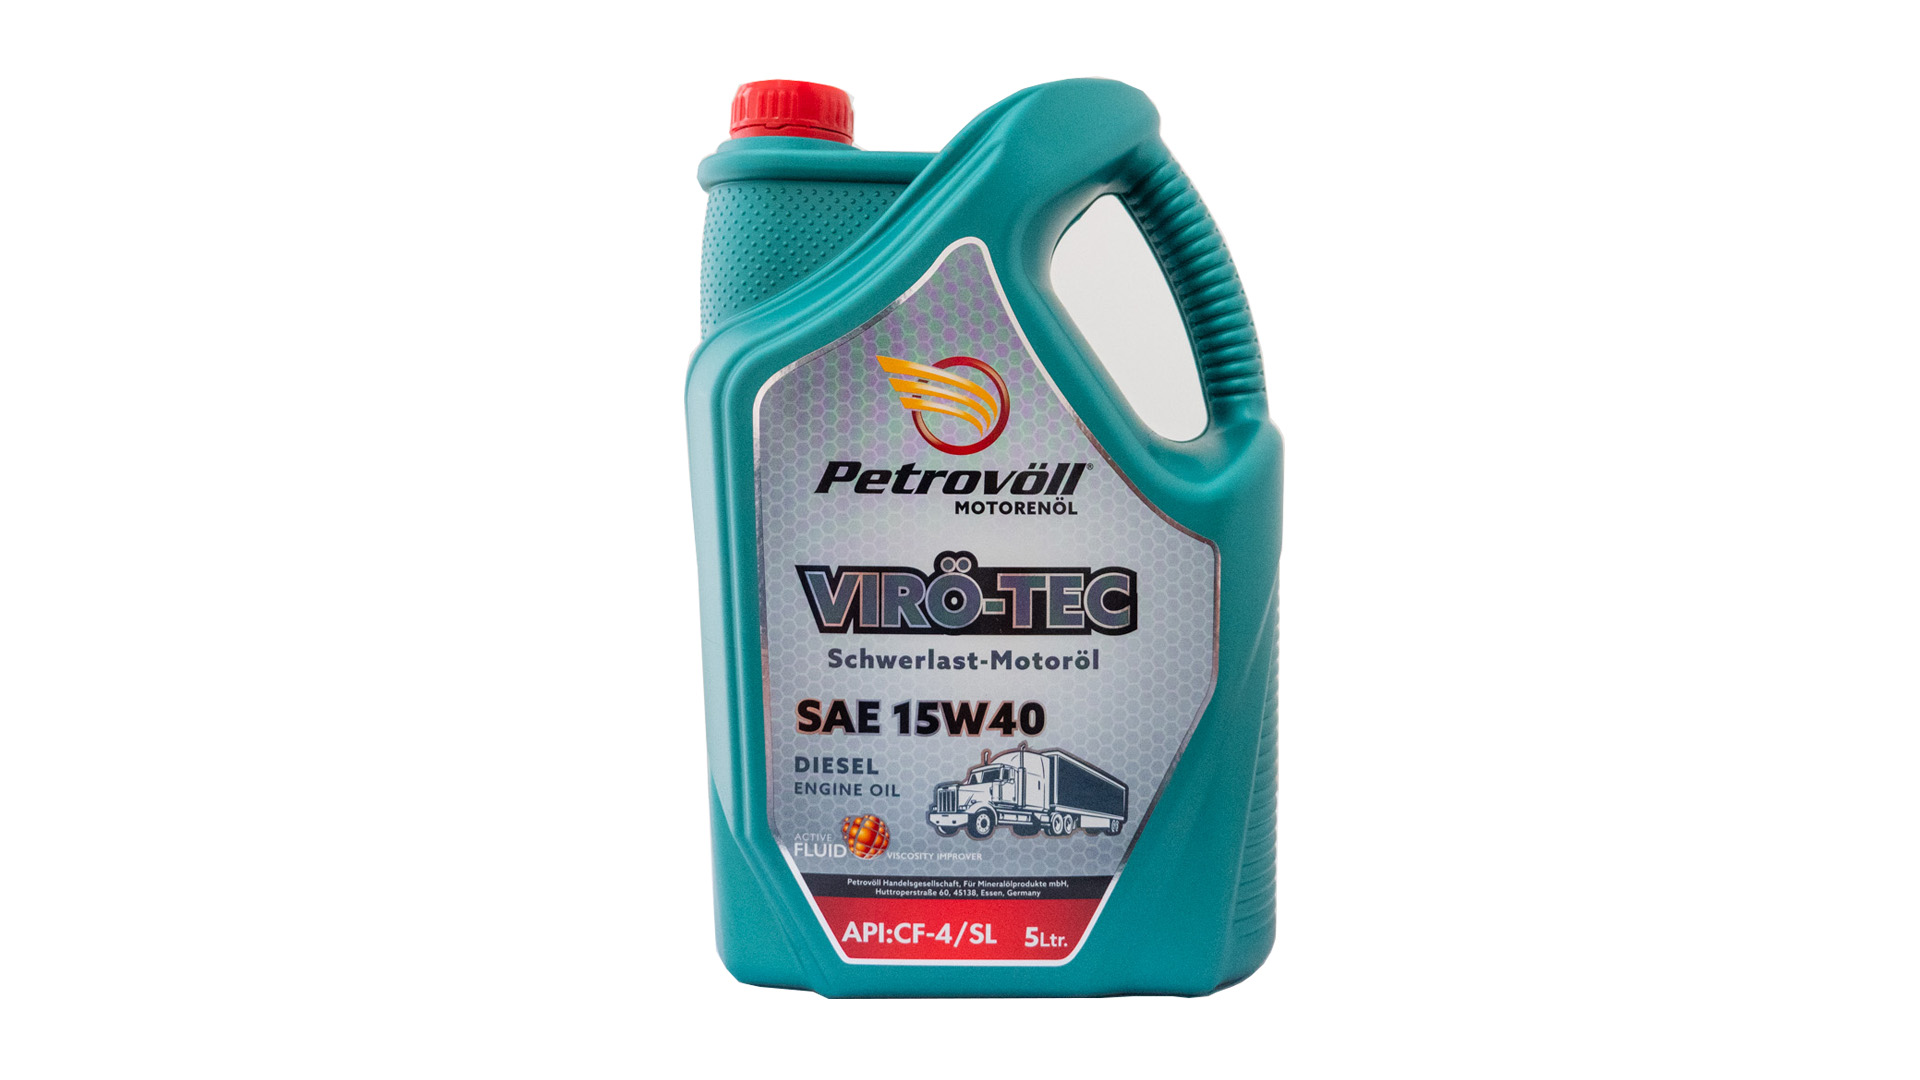 Petrovöll®
MOTORENÖL
VIRÖ-TEC
Schwerlast-Motoröl
SAE 15W40
DIESEL
ENGINE OIL
ACTIVE
FLUID
VISCOSITY IMPROVER
Petrovöll Handelsgesellschaft, Für Mineralölprodukte mbH,
Huttroperstraße 60, 45138, Essen, Germany
API:CF-4/SL 5Ltr.